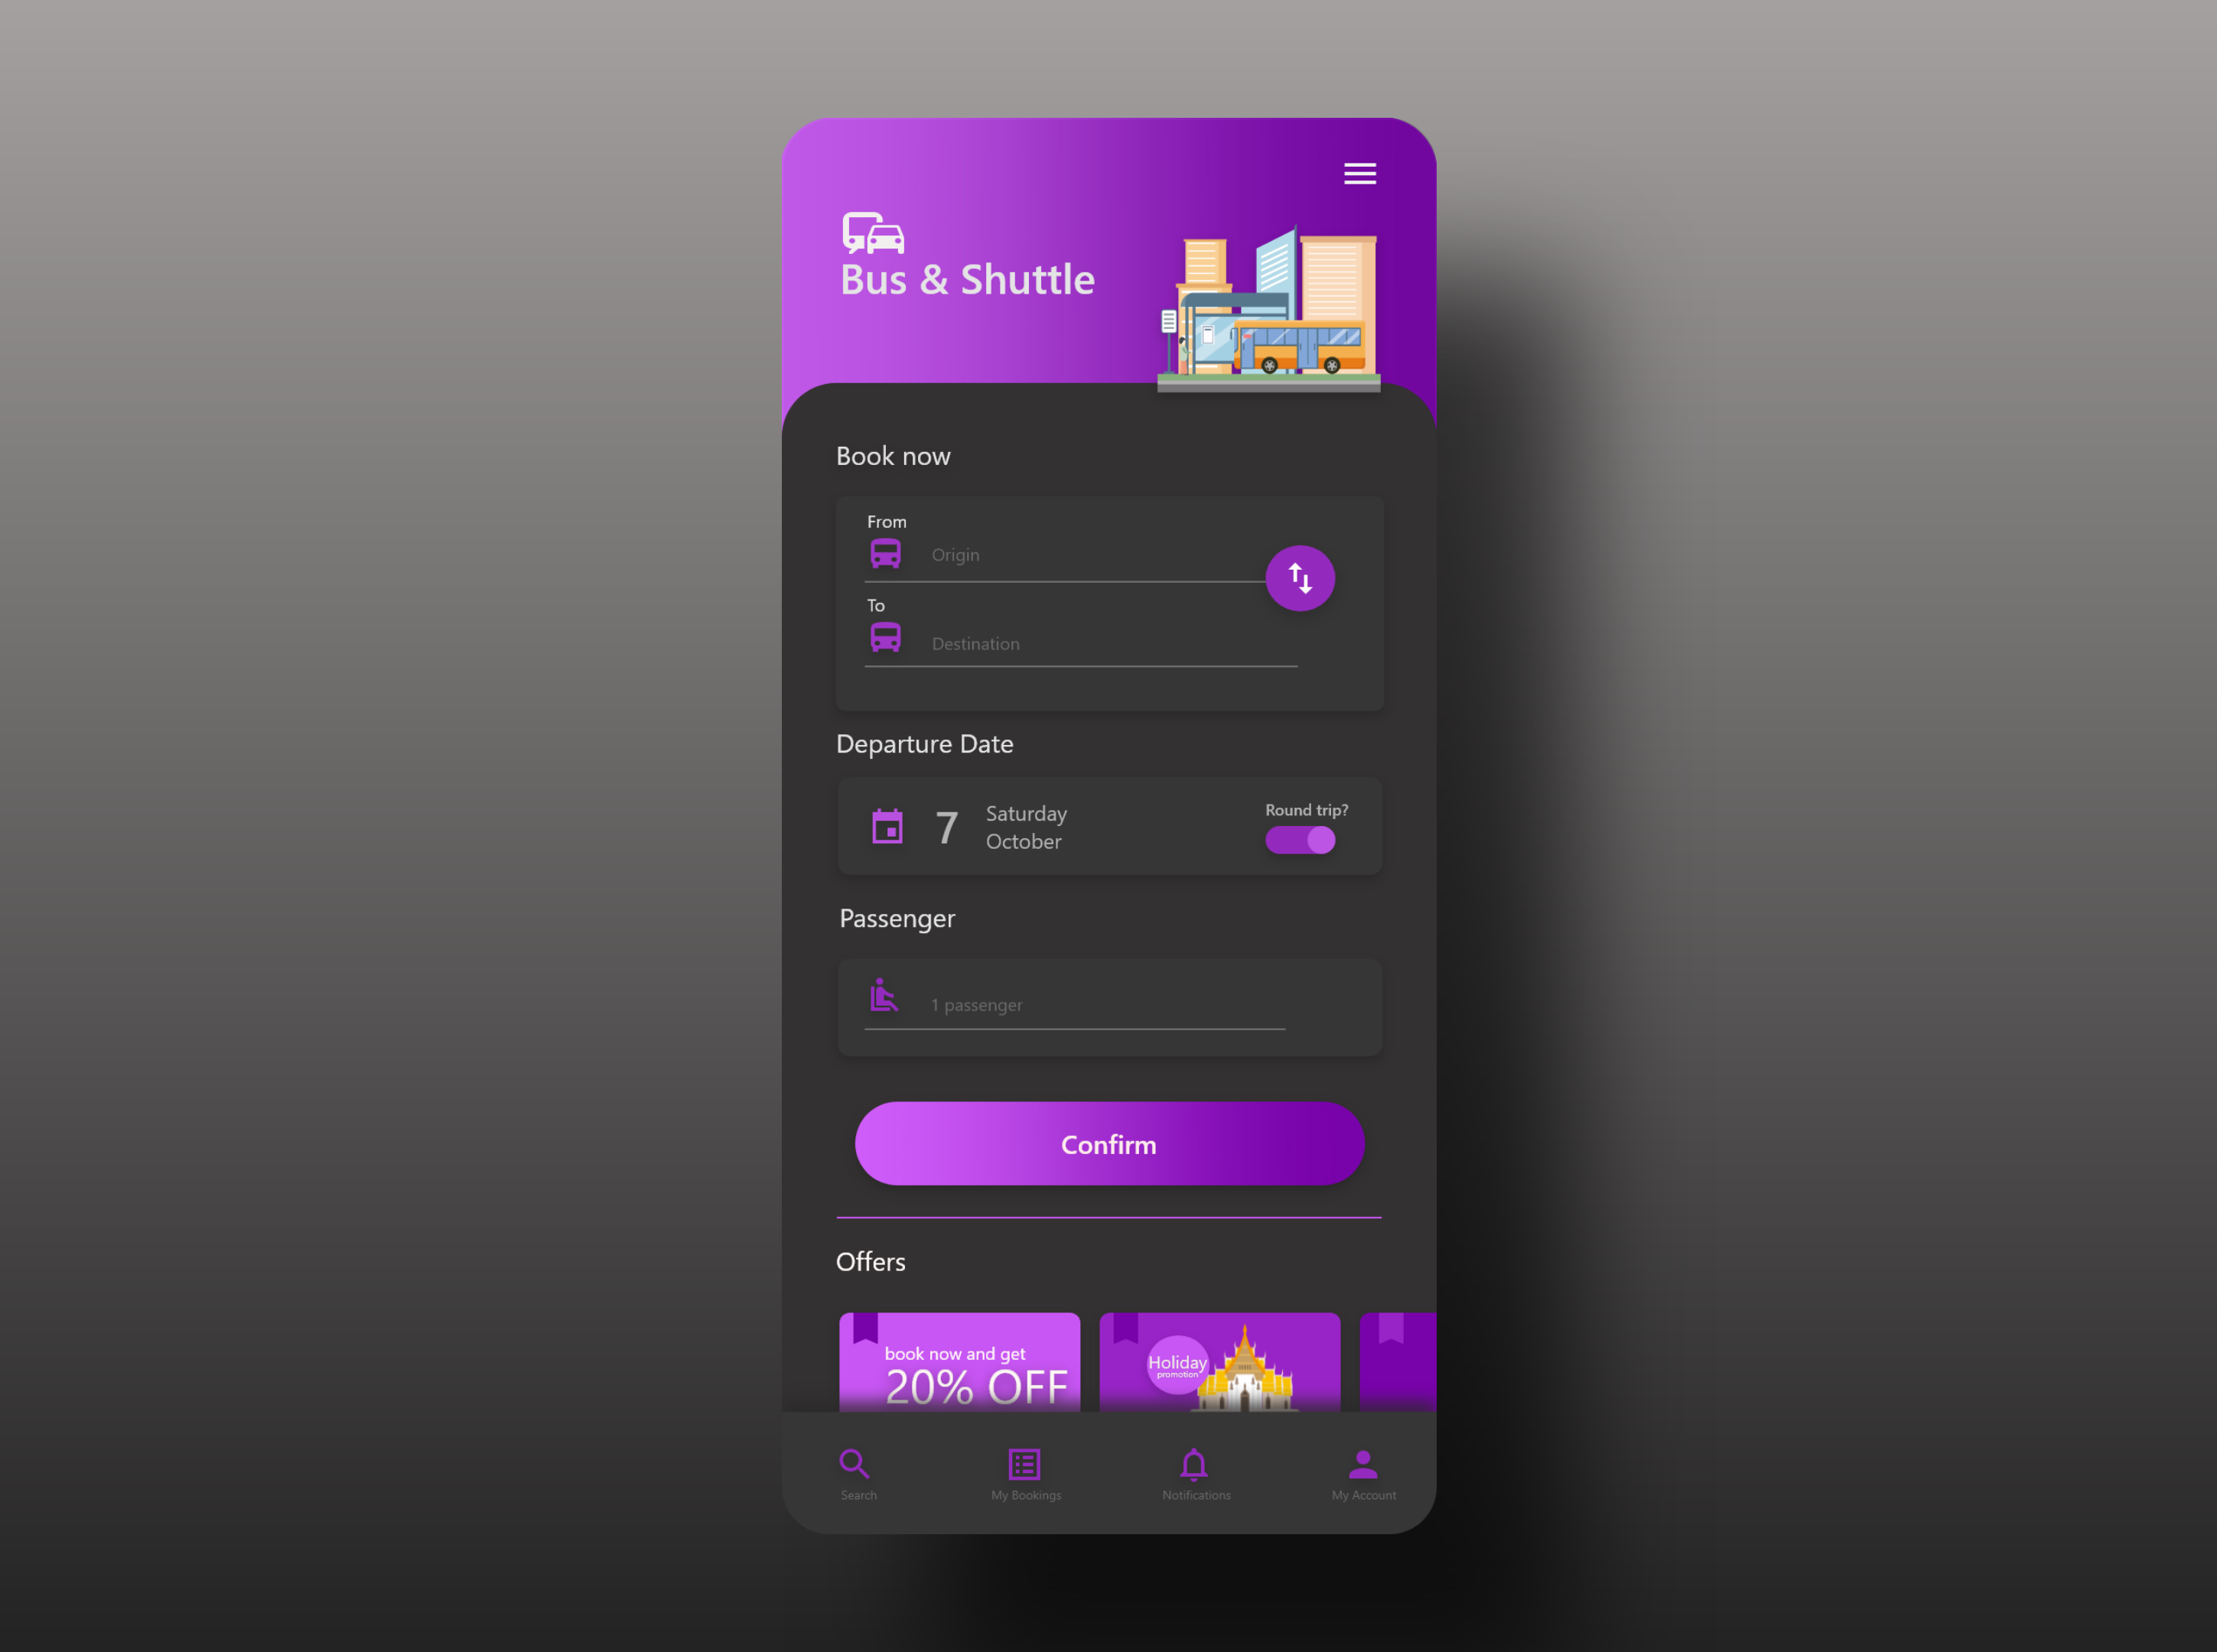 Bus & Shuttle
Book now
From
Origin
To
Destination
Departure Date
7
Saturday
October
Round trip?
Passenger
1 passenger
Confirm
Offers
book now and get
20% OFF
Holiday
promotion
Search
My Bookings
Notifications
My Account